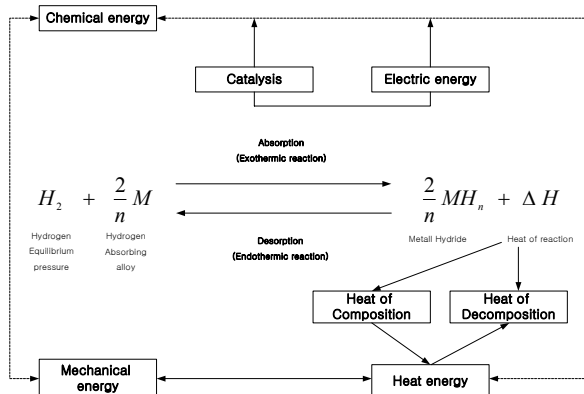 Chemical energy
Catalysis
Electric energy
Absorption
(Exothermic reaction)
H₂ + 2/n M
2/n MHₙ + Δ H
Hydrogen
Equilibrium
pressure
Hydrogen
Absorbing
alloy
Desorption
(Endothermic reaction)
Metall Hydride
Heat of reaction
Heat of
Composition
Heat of
Decomposition
Mechanical
energy
Heat energy